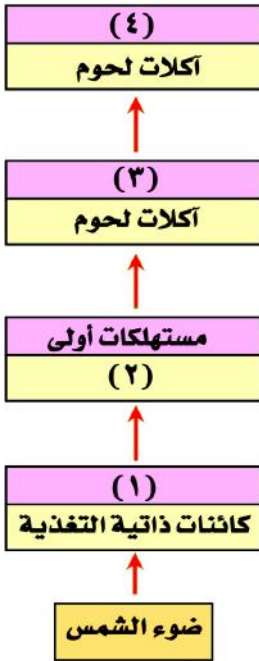 (٤)
آكلات لحوم
(٣)
آكلات لحوم
مستهلكات أولى
(٢)
(١)
كائنات ذاتية التغذية
ضوء الشمس